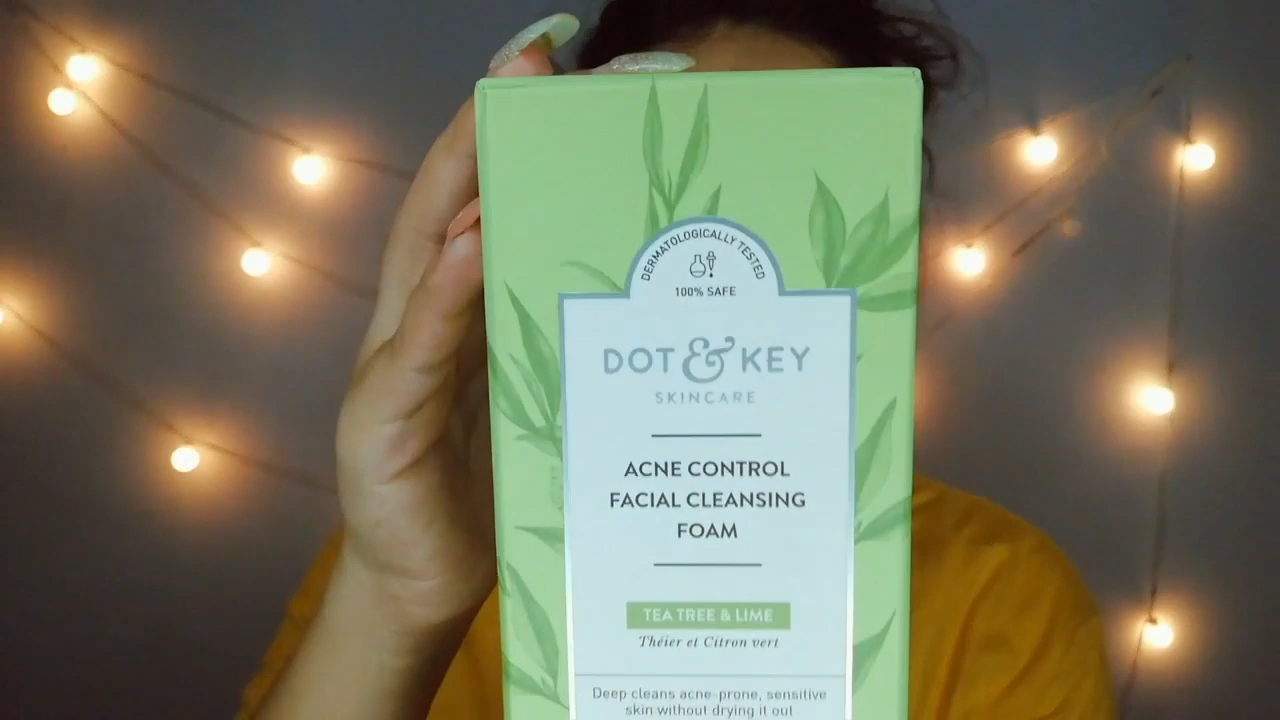 DERMATOLOGICALLY TESTED
100% SAFE
DOT & KEY
SKINCARE
ACNE CONTROL
FACIAL CLEANSING
FOAM
TEA TREE & LIME
Théier et Citron vert
Deep cleans acne-prone, sensitive
skin without drying it out